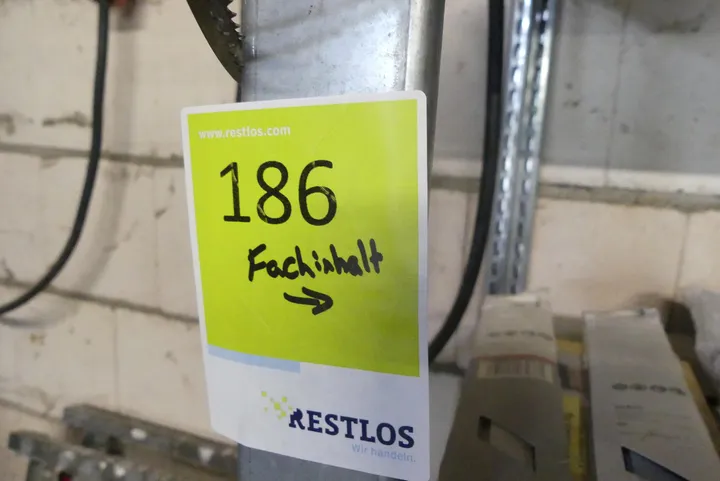 www.restlos.com
186
Fachinhalt
→
RESTLOS
Wir handeln.